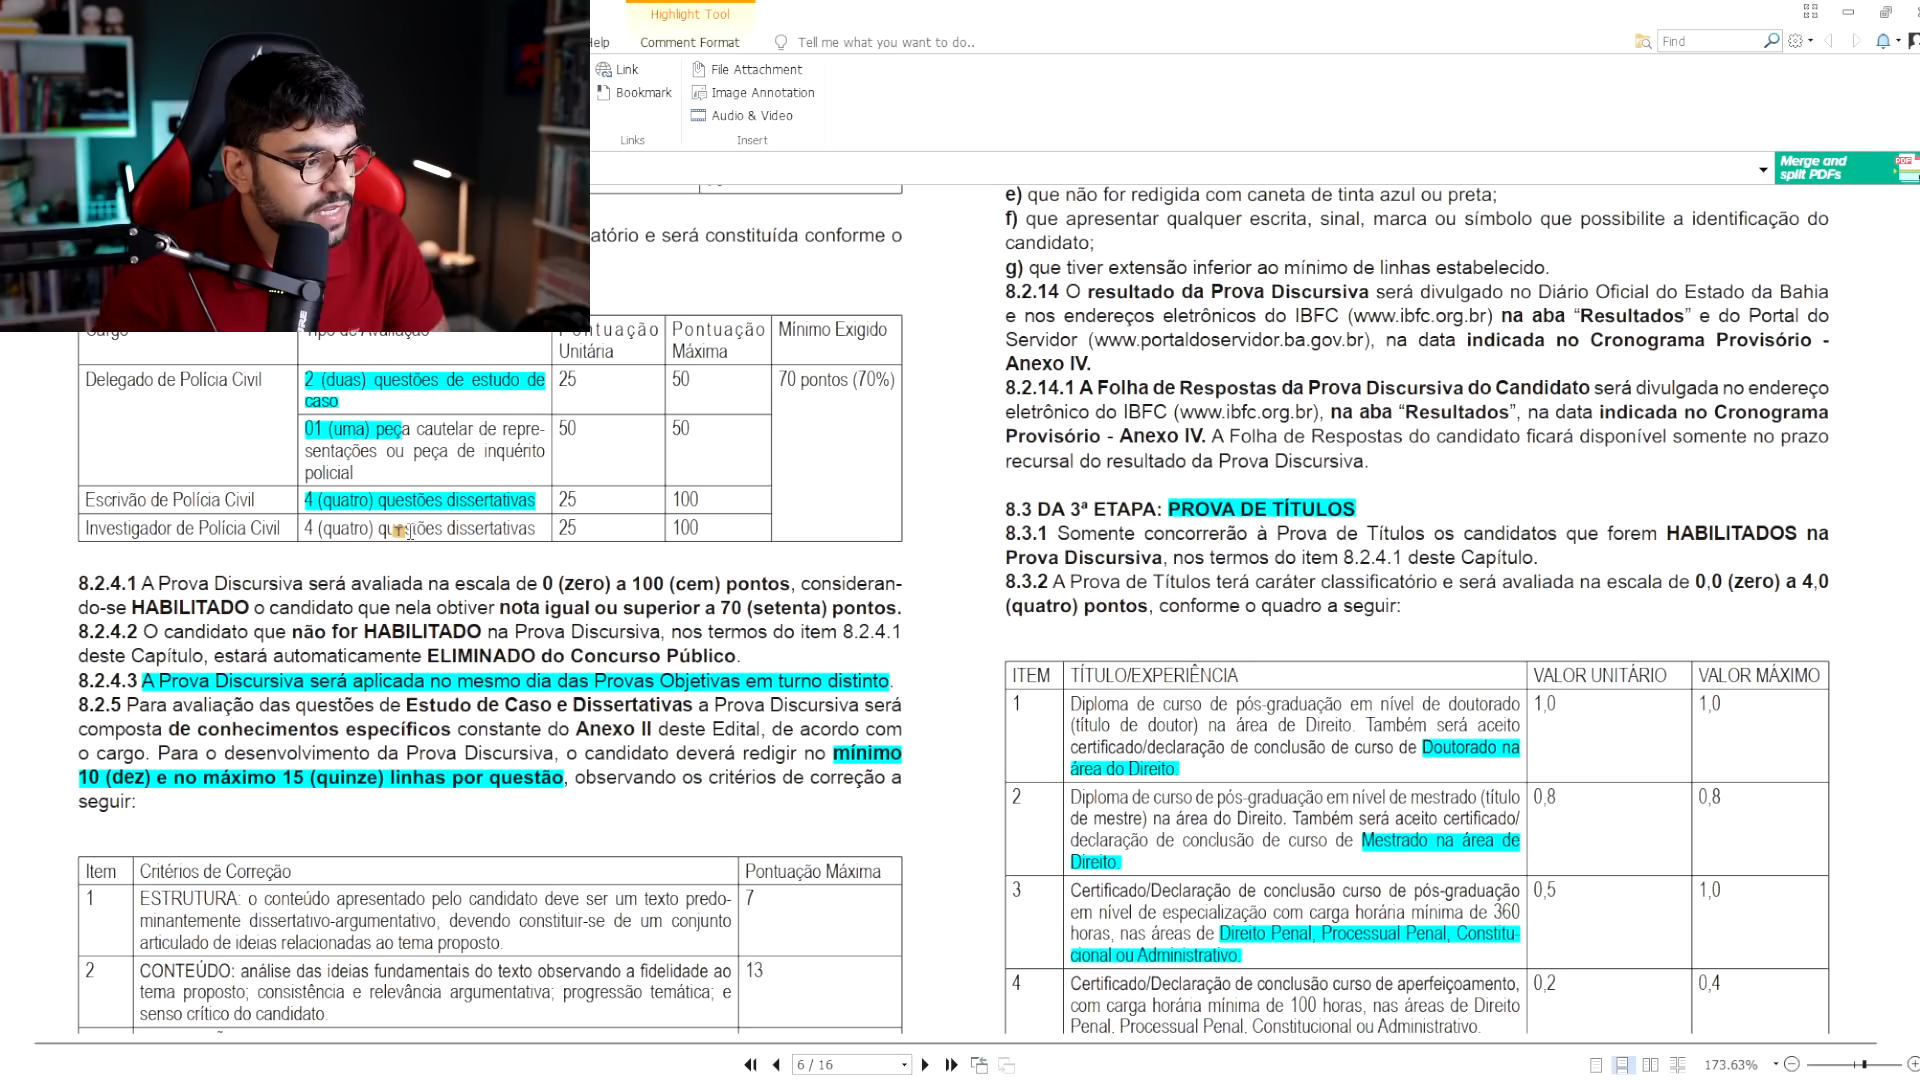 Highlight Tool
Help
Comment Format
Tell me what you want to do..
Find
Link
File Attachment
Bookmark
Image Annotation
Audio & Video
Links
Insert
Merge and
split PDFs
PDF
atório e será constituída conforme o
Cargo Tipo de Avaliação Pontuação Unitária Pontuação Máxima Mínimo Exigido
Delegado de Polícia Civil 2 (duas) questões de estudo de caso 25 50 70 pontos (70%)
01 (uma) peça cautelar de repre-
sentações ou peça de inquérito
policial 50 50
Escrivão de Polícia Civil 4 (quatro) questões dissertativas 25 100
Investigador de Polícia Civil 4 (quatro) questões dissertativas 25 100
8.2.4.1 A Prova Discursiva será avaliada na escala de 0 (zero) a 100 (cem) pontos, consideran-
do-se HABILITADO o candidato que nela obtiver nota igual ou superior a 70 (setenta) pontos.
8.2.4.2 O candidato que não for HABILITADO na Prova Discursiva, nos termos do item 8.2.4.1
deste Capítulo, estará automaticamente ELIMINADO do Concurso Público.
8.2.4.3 A Prova Discursiva será aplicada no mesmo dia das Provas Objetivas em turno distinto.
8.2.5 Para avaliação das questões de Estudo de Caso e Dissertativas a Prova Discursiva será
composta de conhecimentos específicos constante do Anexo II deste Edital, de acordo com
o cargo. Para o desenvolvimento da Prova Discursiva, o candidato deverá redigir no mínimo
10 (dez) e no máximo 15 (quinze) linhas por questão, observando os critérios de correção a
seguir:
Item Critérios de Correção Pontuação Máxima
1 ESTRUTURA: o conteúdo apresentado pelo candidato deve ser um texto predo- 7
minantemente dissertativo-argumentativo, devendo constituir-se de um conjunto
articulado de ideias relacionadas ao tema proposto.
2 CONTEÚDO: análise das ideias fundamentais do texto observando a fidelidade ao 13
tema proposto; consistência e relevância argumentativa; progressão temática; e
senso crítico do candidato.
e) que não for redigida com caneta de tinta azul ou preta;
f) que apresentar qualquer escrita, sinal, marca ou símbolo que possibilite a identificação do
candidato;
g) que tiver extensão inferior ao mínimo de linhas estabelecido.
8.2.14 O resultado da Prova Discursiva será divulgado no Diário Oficial do Estado da Bahia
e nos endereços eletrônicos do IBFC (www.ibfc.org.br) na aba “Resultados” e do Portal do
Servidor (www.portaldoservidor.ba.gov.br), na data indicada no Cronograma Provisório -
Anexo IV.
8.2.14.1 A Folha de Respostas da Prova Discursiva do Candidato será divulgada no endereço
eletrônico do IBFC (www.ibfc.org.br), na aba “Resultados”, na data indicada no Cronograma
Provisório - Anexo IV. A Folha de Respostas do candidato ficará disponível somente no prazo
recursal do resultado da Prova Discursiva.
8.3 DA 3ª ETAPA: PROVA DE TÍTULOS
8.3.1 Somente concorrerão à Prova de Títulos os candidatos que forem HABILITADOS na
Prova Discursiva, nos termos do item 8.2.4.1 deste Capítulo.
8.3.2 A Prova de Títulos terá caráter classificatório e será avaliada na escala de 0,0 (zero) a 4,0
(quatro) pontos, conforme o quadro a seguir:
ITEM TÍTULO/EXPERIÊNCIA VALOR UNITÁRIO VALOR MÁXIMO
1 Diploma de curso de pós-graduação em nível de doutorado 1,0 1,0
(título de doutor) na área de Direito. Também será aceito
certificado/declaração de conclusão de curso de Doutorado na
área do Direito.
2 Diploma de curso de pós-graduação em nível de mestrado (título 0,8 0,8
de mestre) na área do Direito. Também será aceito certificado/
declaração de conclusão de curso de Mestrado na área de
Direito.
3 Certificado/Declaração de conclusão curso de pós-graduação 0,5 1,0
em nível de especialização com carga horária mínima de 360
horas, nas áreas de Direito Penal, Processual Penal, Constitu-
cional ou Administrativo.
4 Certificado/Declaração de conclusão curso de aperfeiçoamento, 0,2 0,4
com carga horária mínima de 100 horas, nas áreas de Direito
Penal, Processual Penal, Constitucional ou Administrativo.
6 / 16
173.63%